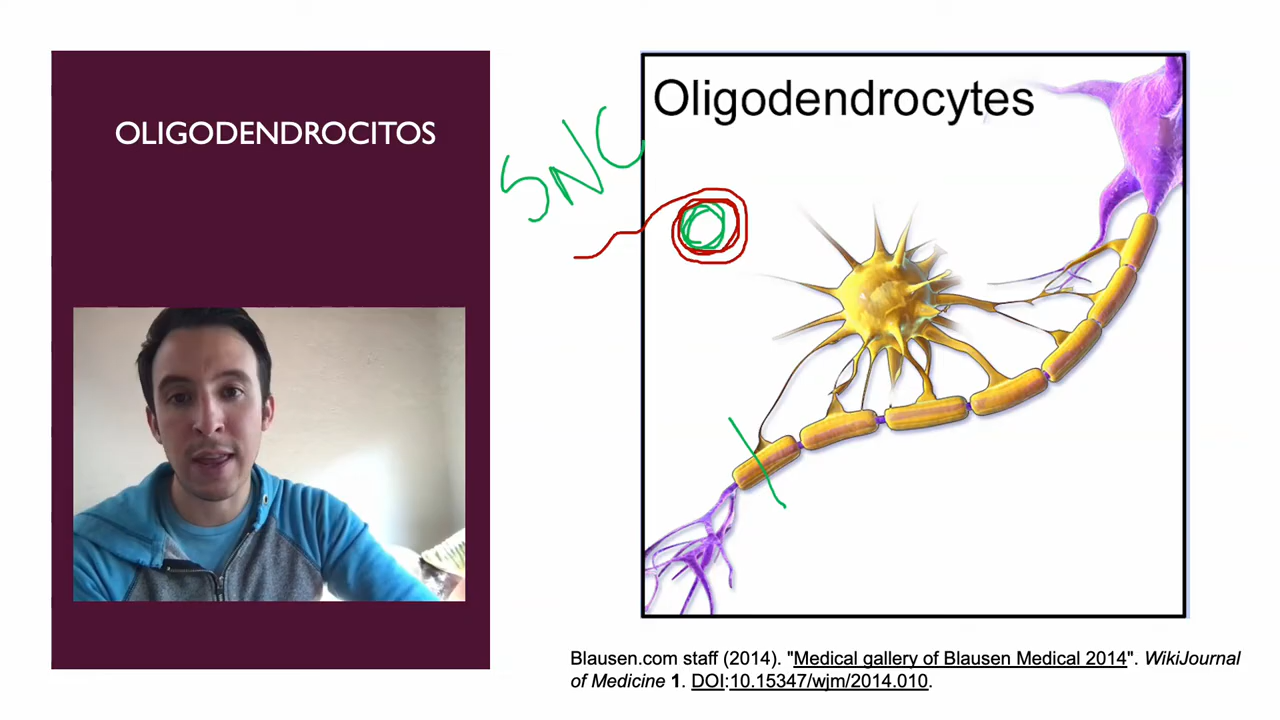 OLIGODENDROCITOS
SNC
Oligodendrocytes
Blausen.com staff (2014). "Medical gallery of Blausen Medical 2014". WikiJournal
of Medicine 1. DOI:10.15347/wjm/2014.010.